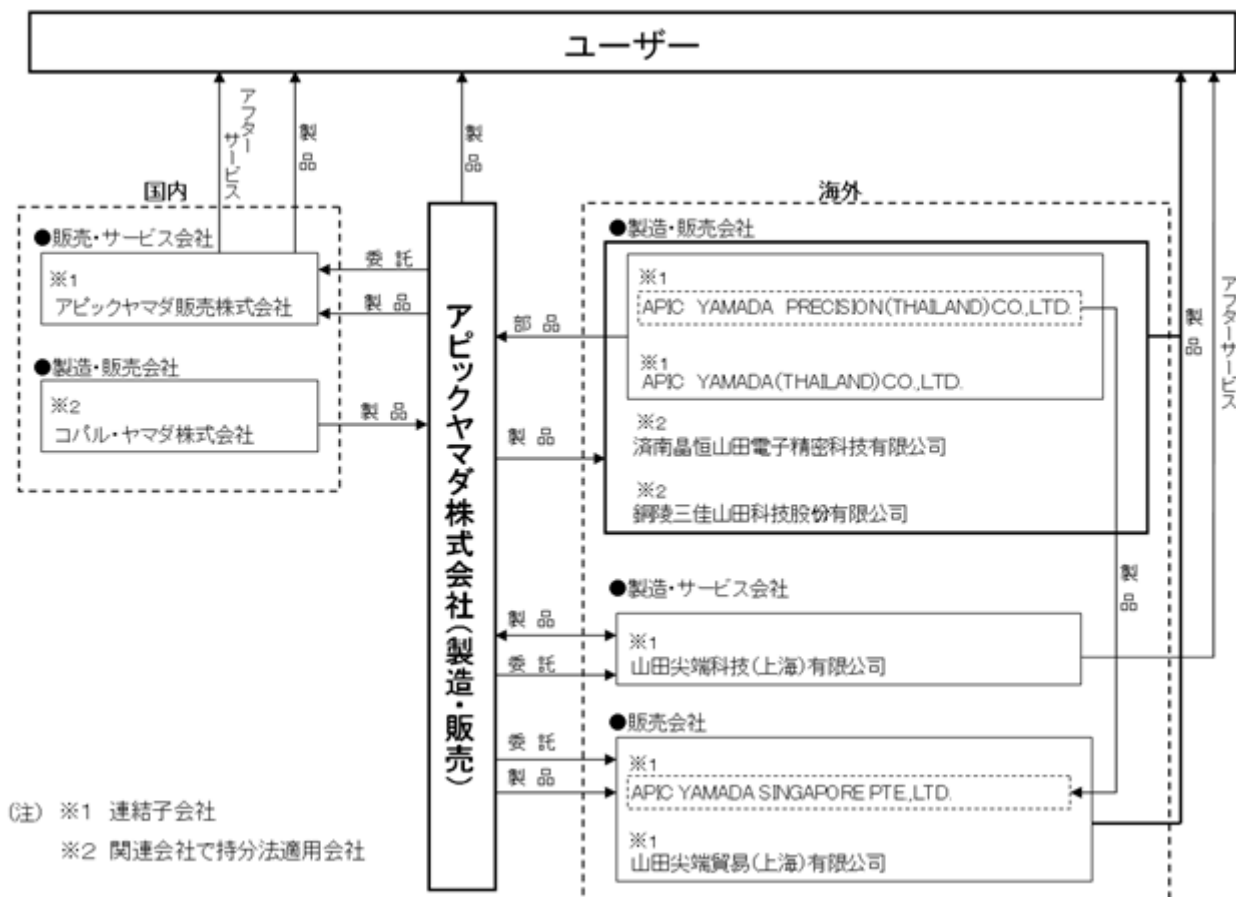 ユーザー
アフターサービス
製品
製品
製品
アフターサービス
国内
●販売・サービス会社
※1
アピックヤマダ販売株式会社
●製造・販売会社
※2
コパル・ヤマダ株式会社
委託
製品
製品
アピックヤマダ株式会社(製造・販売)
部品
製品
製品
委託
委託
製品
海外
●製造・販売会社
※1
APIC YAMADA PRECISION(THAILAND)CO.,LTD.
※1
APIC YAMADA(THAILAND)CO.,LTD.
※2
済南晶恒山田電子精密科技有限公司
※2
銅陵三佳山田科技股份有限公司
製品
●製造・サービス会社
※1
山田尖端科技(上海)有限公司
●販売会社
※1
APIC YAMADA SINGAPORE PTE,LTD.
※1
山田尖端貿易(上海)有限公司
(注) ※1 連結子会社
※2 関連会社で持分法適用会社